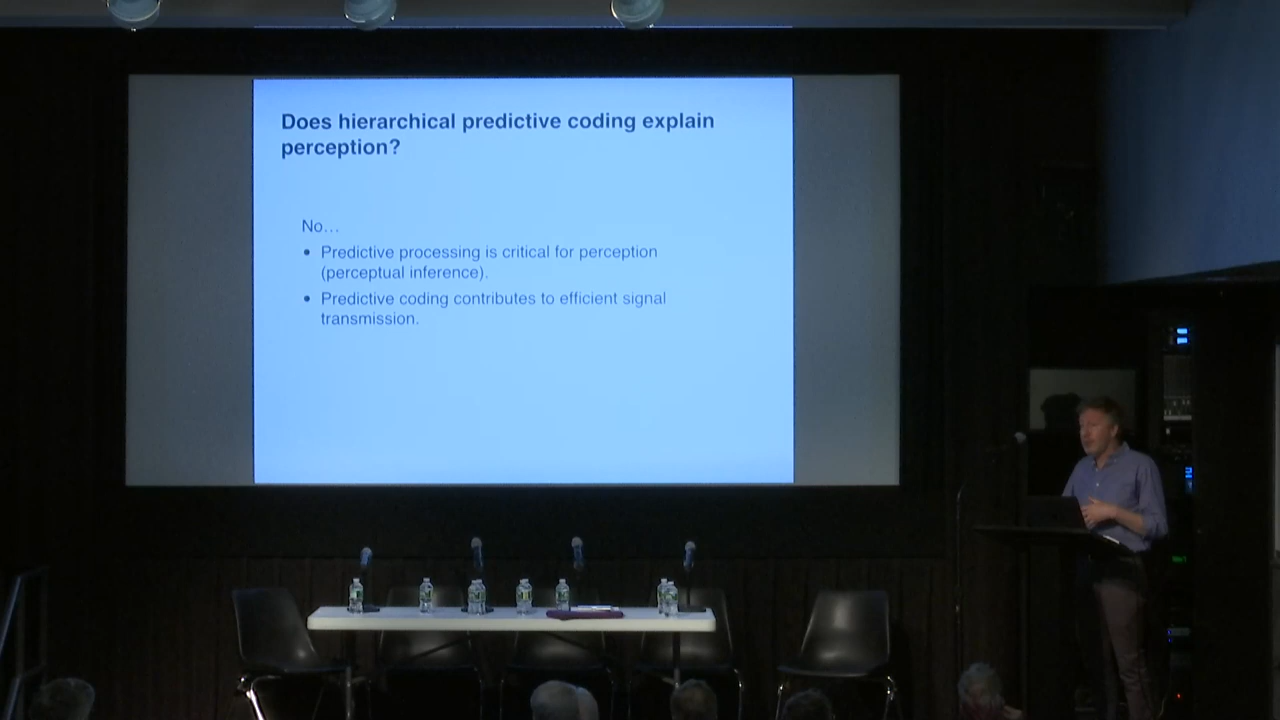 Does hierarchical predictive coding explain
perception?
No…
• Predictive processing is critical for perception
(perceptual inference).
• Predictive coding contributes to efficient signal
transmission.